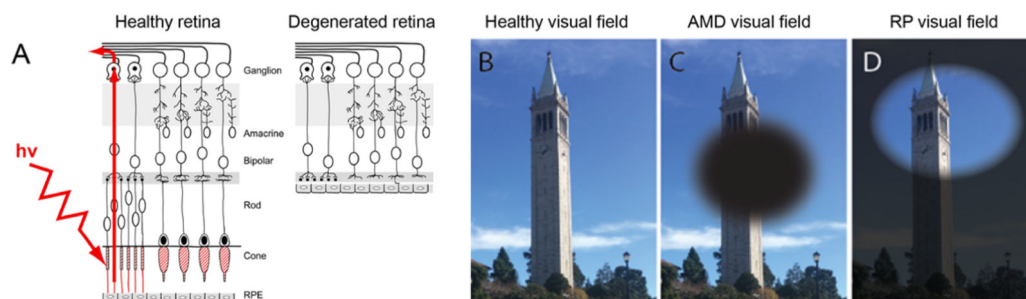 Healthy retina
Degenerated retina
Healthy visual field
AMD visual field
RP visual field
A
B
C
D
Ganglion
Amacrine
Bipolar
hν
Rod
Cone
RPE